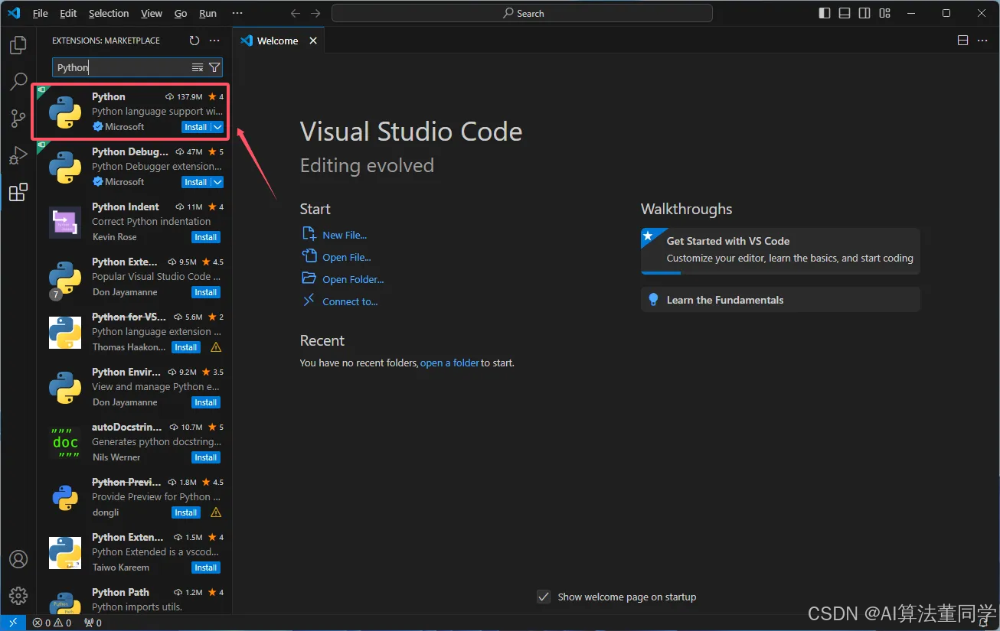 File Edit Selection View Go Run ···
Search
EXTENSIONS: MARKETPLACE ···
Welcome
Python
Python 137.9M ★ 4
Python language support wi...
Microsoft Install
Python Debug... 47M ★ 5
Python Debugger extension...
Microsoft Install
Python Indent 11M ★ 4
Correct Python indentation
Kevin Rose Install
Python Exte... 9.5M ★ 4.5
Popular Visual Studio Code ...
7
Don Jayamanne Install
Python for VS... 5.6M ★ 2
Python language extension ...
Thomas Haakon... Install
Python Envir... 9.2M ★ 3.5
View and manage Python e...
Don Jayamanne Install
autoDocstrin... 10.7M ★ 5
"""
doc
"""
Generates python docstring...
Nils Werner Install
Python Previ... 1.8M ★ 4.5
Provide Preview for Python ...
dongli Install
Python Exten... 1.5M ★ 4
Python Extended is a vscod...
Taiwo Kareem Install
Python Path 1.2M ★ 4
Python imports utils.
Python
Path
Visual Studio Code
Editing evolved
Start
New File...
Open File...
Open Folder...
Connect to...
Recent
You have no recent folders, open a folder to start.
Walkthroughs
Get Started with VS Code
Customize your editor, learn the basics, and start coding
Learn the Fundamentals
Show welcome page on startup
0 0 0
CSDN @AI算法董同学